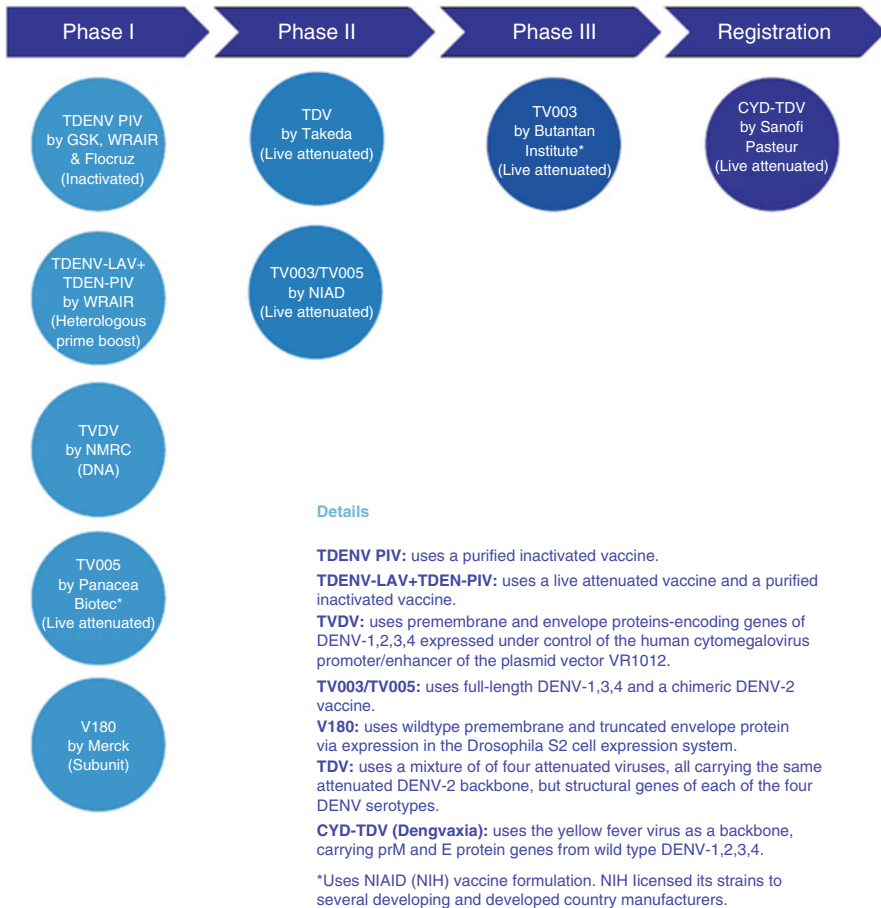 Phase I
Phase II
Phase III
Registration
TDENV PIV
by GSK, WRAIR
& Flocruz
(Inactivated)
TDV
by Takeda
(Live attenuated)
TV003
by Butantan
Institute*
(Live attenuated)
CYD-TDV
by Sanofi
Pasteur
(Live attenuated)
TDENV-LAV+
TDEN-PIV
by WRAIR
(Heterologous
prime boost)
TV003/TV005
by NIAD
(Live attenuated)
TVDV
by NMRC
(DNA)
TV005
by Panacea
Biotec*
(Live attenuated)
V180
by Merck
(Subunit)
Details
TDENV PIV: uses a purified inactivated vaccine.
TDENV-LAV+TDEN-PIV: uses a live attenuated vaccine and a purified
inactivated vaccine.
TVDV: uses premembrane and envelope proteins-encoding genes of
DENV-1,2,3,4 expressed under control of the human cytomegalovirus
promoter/enhancer of the plasmid vector VR1012.
TV003/TV005: uses full-length DENV-1,3,4 and a chimeric DENV-2
vaccine.
V180: uses wildtype premembrane and truncated envelope protein
via expression in the Drosophila S2 cell expression system.
TDV: uses a mixture of of four attenuated viruses, all carrying the same
attenuated DENV-2 backbone, but structural genes of each of the four
DENV serotypes.
CYD-TDV (Dengvaxia): uses the yellow fever virus as a backbone,
carrying prM and E protein genes from wild type DENV-1,2,3,4.
*Uses NIAID (NIH) vaccine formulation. NIH licensed its strains to
several developing and developed country manufacturers.